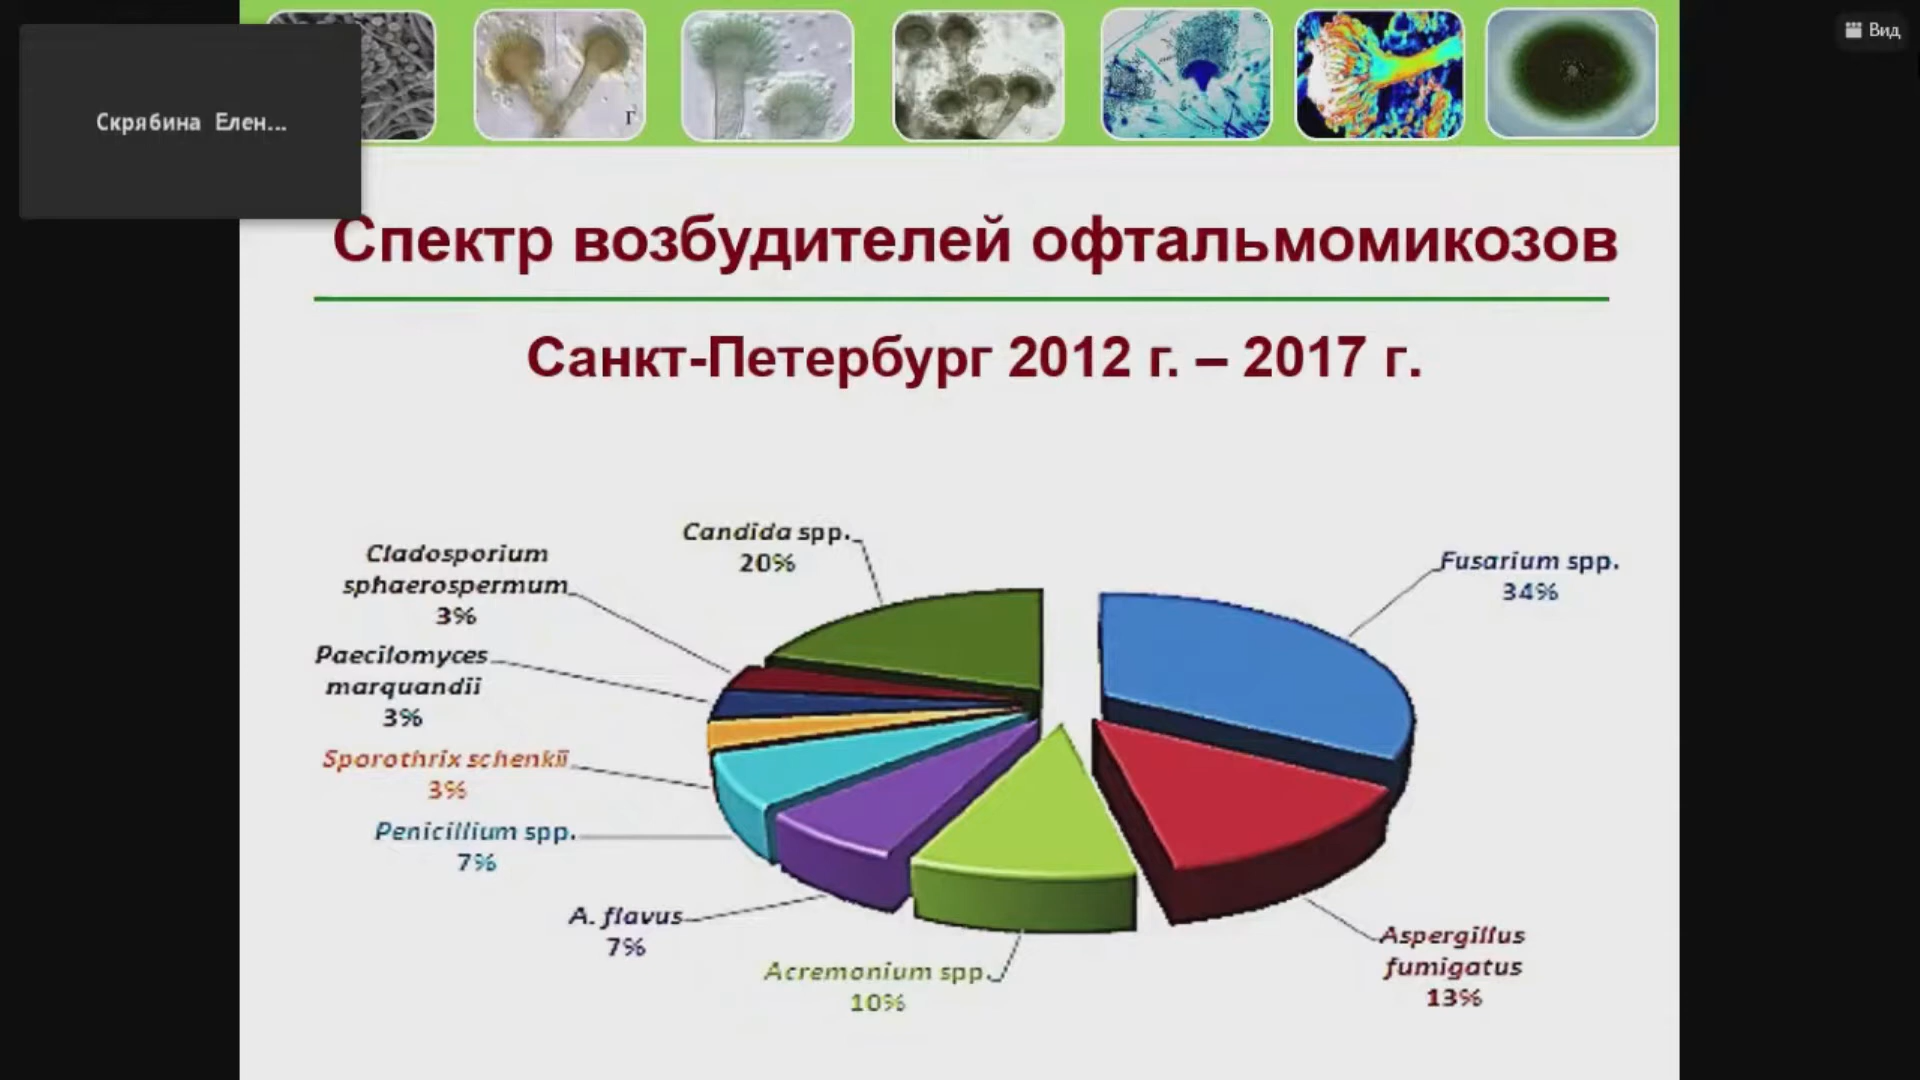 Вид
Скрябина Елен...
г
Спектр возбудителей офтальмомикозов
Санкт-Петербург 2012 г. – 2017 г.
Candida spp.
20%
Cladosporium
sphaerospermum
3%
Paecilomyces
marquandii
3%
Sporothrix schenkii
3%
Penicillium spp.
7%
A. flavus
7%
Acremonium spp.
10%
Fusarium spp.
34%
Aspergillus
fumigatus
13%